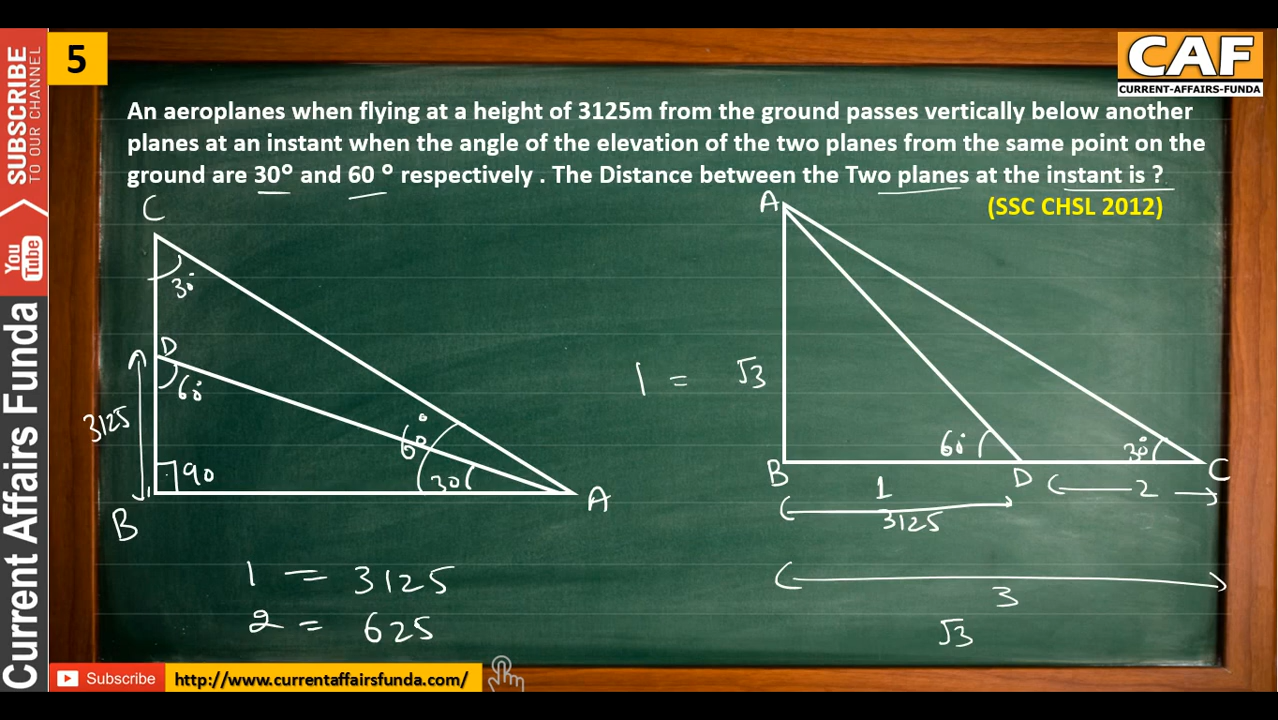 5
CAF
CURRENT-AFFAIRS-FUNDA
An aeroplanes when flying at a height of 3125m from the ground passes vertically below another
planes at an instant when the angle of the elevation of the two planes from the same point on the
ground are 30° and 60 ° respectively . The Distance between the Two planes at the instant is ?
(SSC CHSL 2012)
SUBSCRIBE
TO OUR CHANNEL
You
Tube
Current Affairs Funda
C
30°
D
60°
3125
90
B
60°
30
A
1 = 3125
2 = 625
1 = √3
A
B
60°
D
30°
C
1
2
3125
3
√3
Subscribe
http://www.currentaffairsfunda.com/